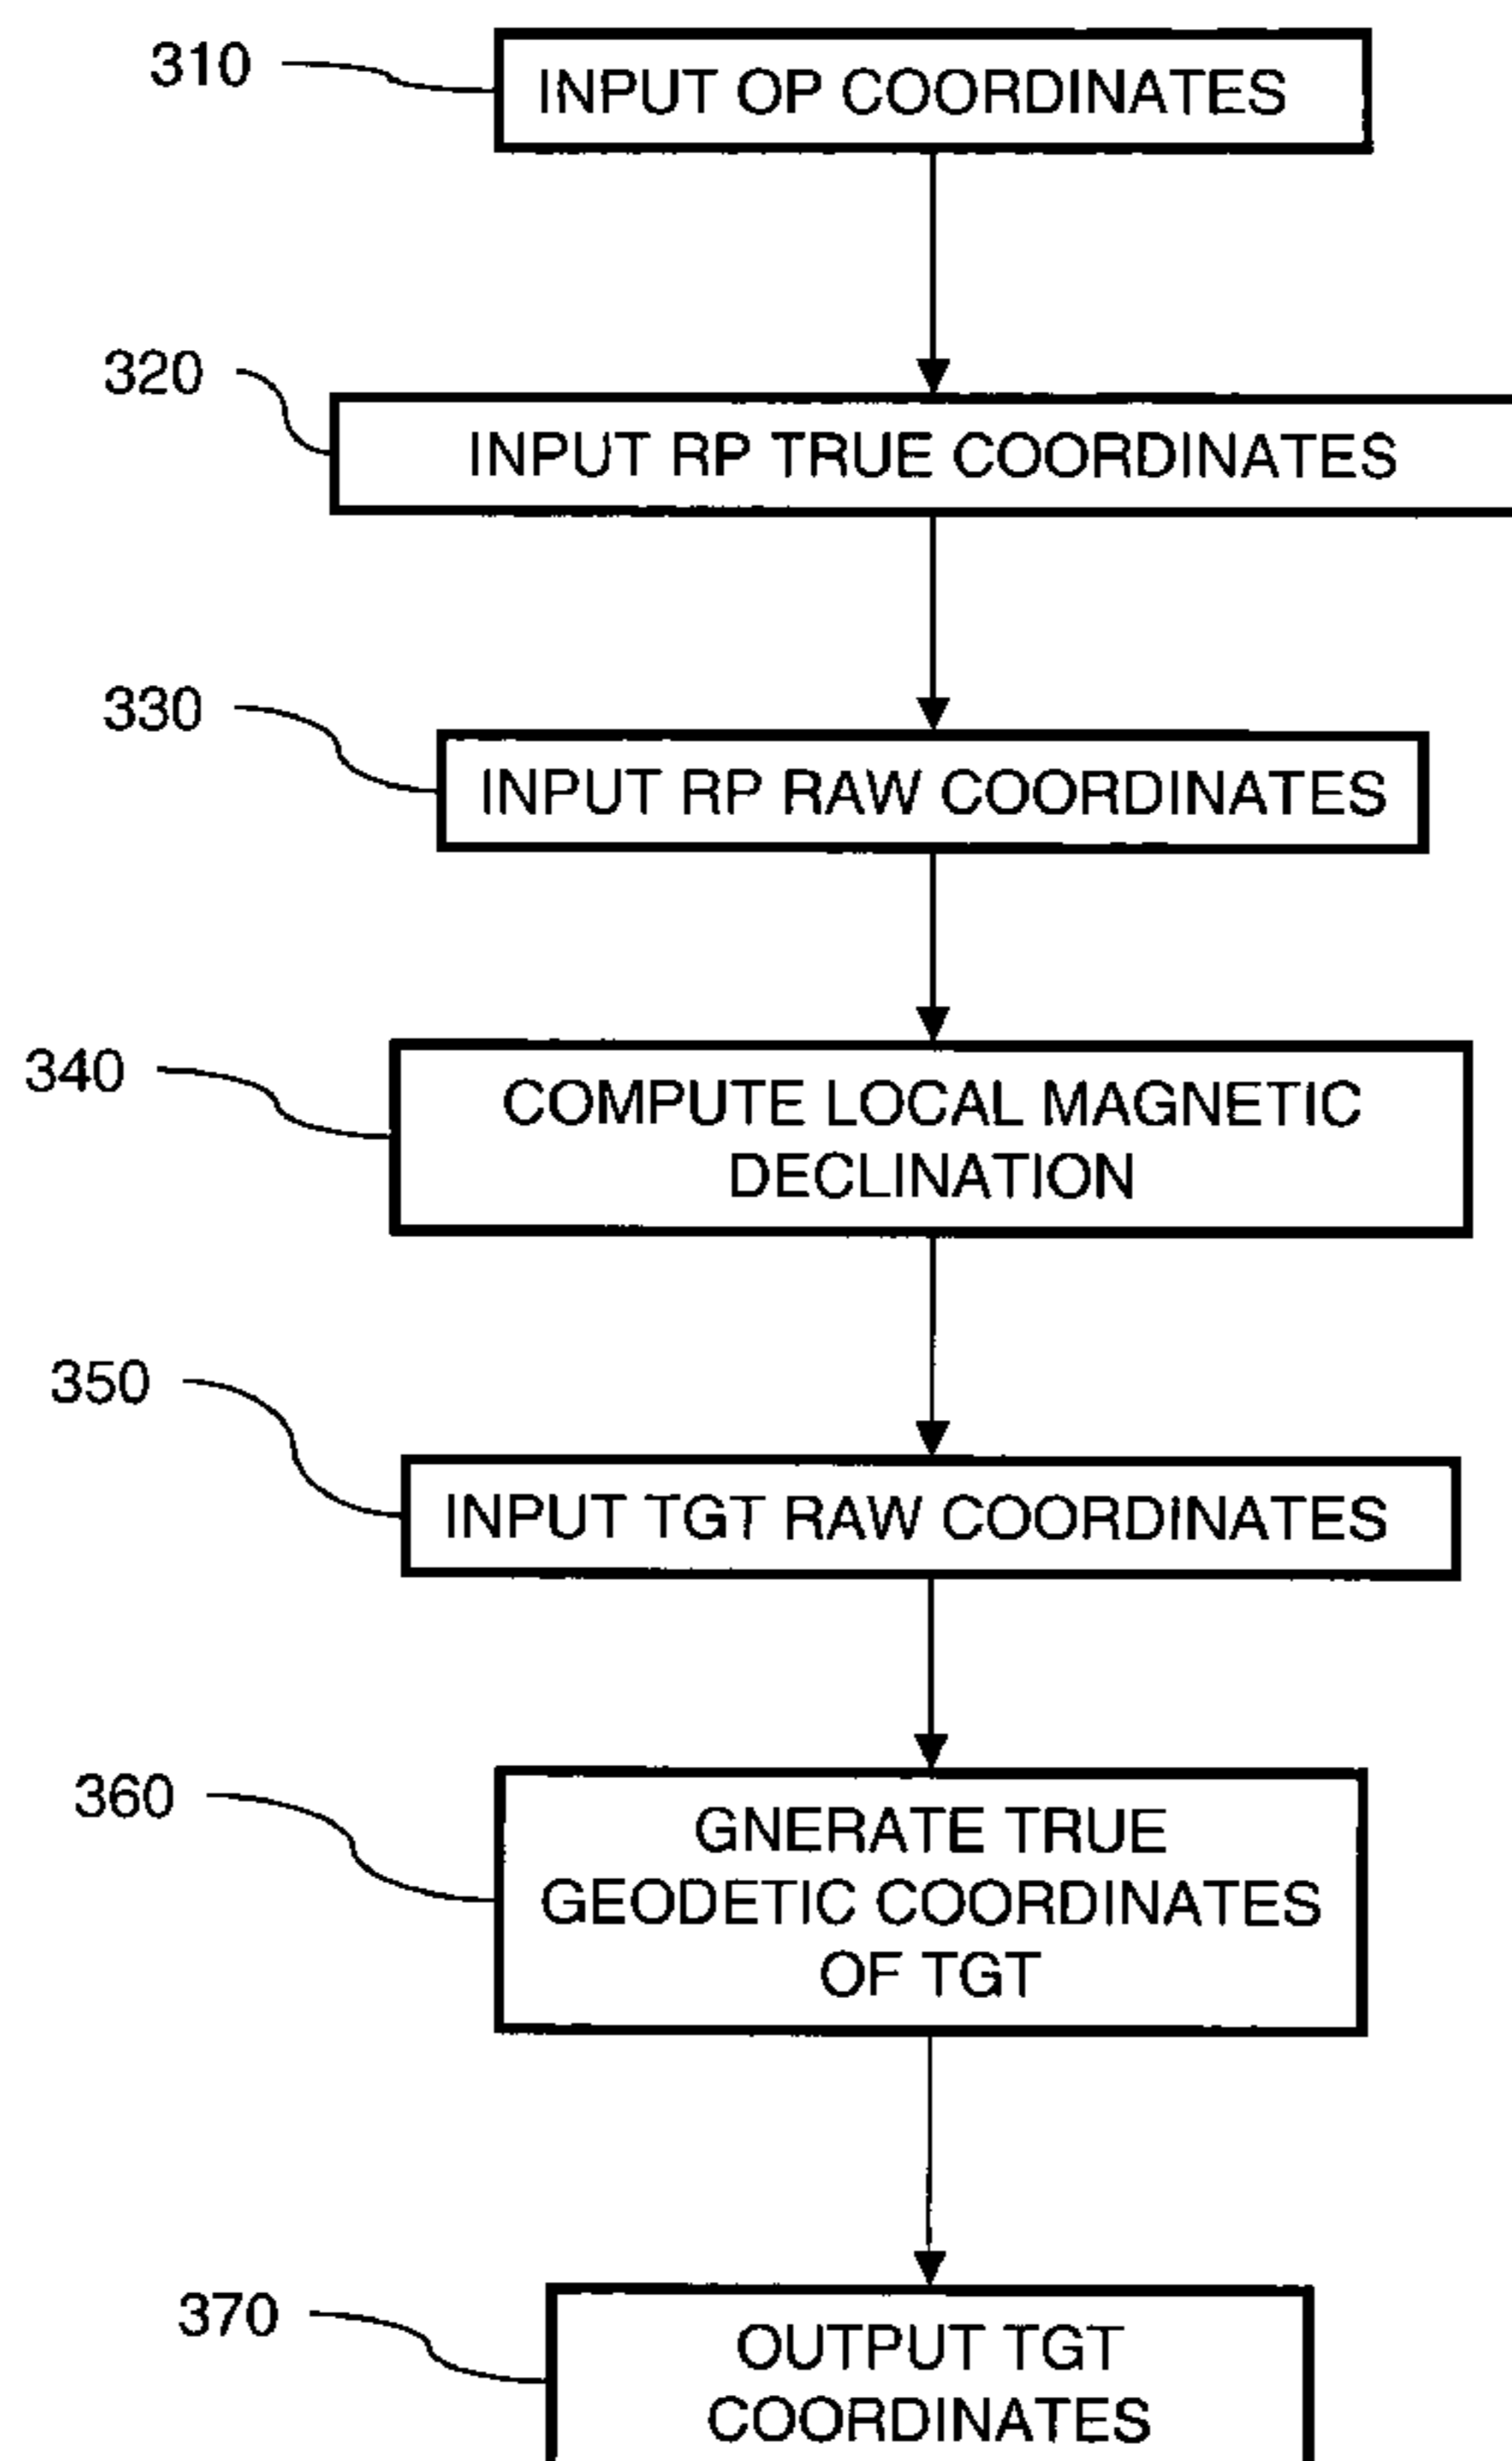 310
INPUT OP COORDINATES
320
INPUT RP TRUE COORDINATES
330
INPUT RP RAW COORDINATES
340
COMPUTE LOCAL MAGNETIC
DECLINATION
350
INPUT TGT RAW COORDINATES
360
GNERATE TRUE
GEODETIC COORDINATES
OF TGT
370
OUTPUT TGT
COORDINATES